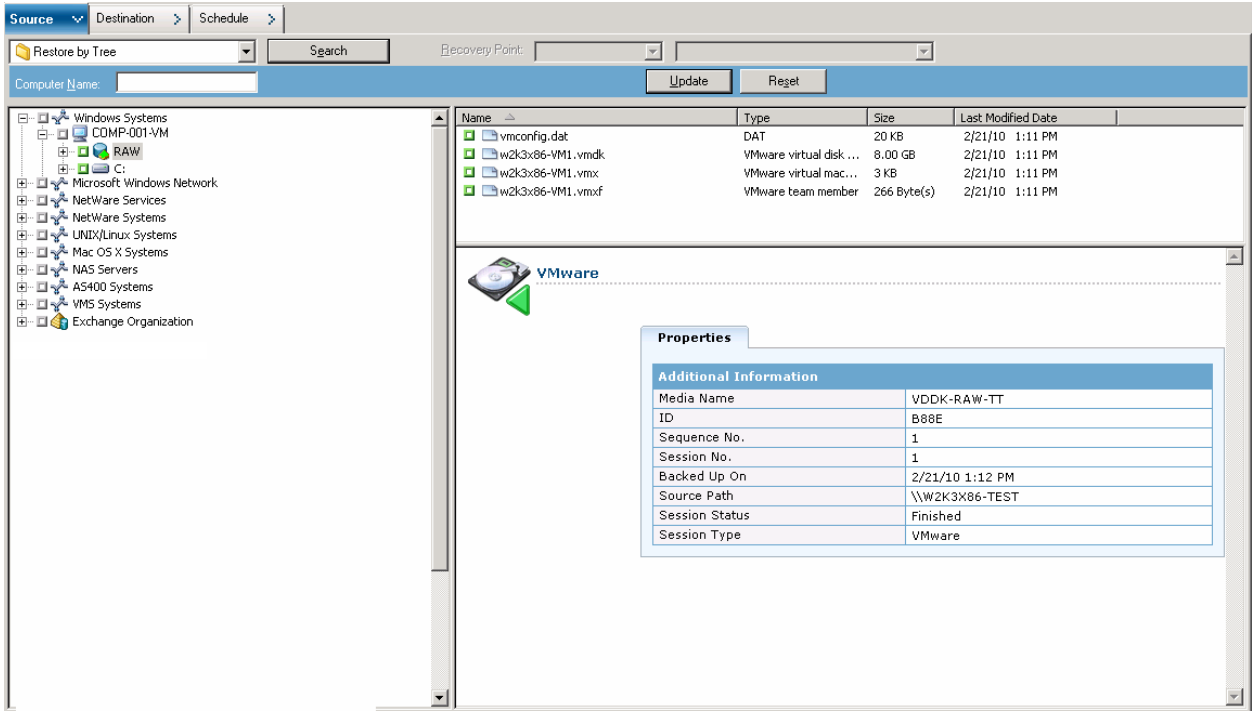 Source Destination Schedule
Restore by Tree Search Recovery Point:
Computer Name: Update Reset
Windows Systems
COMP-001-VM
RAW
C:
Microsoft Windows Network
NetWare Services
NetWare Systems
UNIX/Linux Systems
Mac OS X Systems
NAS Servers
AS400 Systems
VMS Systems
Exchange Organization
Name Type Size Last Modified Date
vmconfig.dat DAT 20 KB 2/21/10 1:11 PM
w2k3x86-VM1.vmdk VMware virtual disk ... 8.00 GB 2/21/10 1:11 PM
w2k3x86-VM1.vmx VMware virtual mac... 3 KB 2/21/10 1:11 PM
w2k3x86-VM1.vmxf VMware team member 266 Byte(s) 2/21/10 1:11 PM
VMware
Properties
Additional Information
Media Name VDDK-RAW-TT
ID B88E
Sequence No. 1
Session No. 1
Backed Up On 2/21/10 1:12 PM
Source Path \\W2K3X86-TEST
Session Status Finished
Session Type VMware